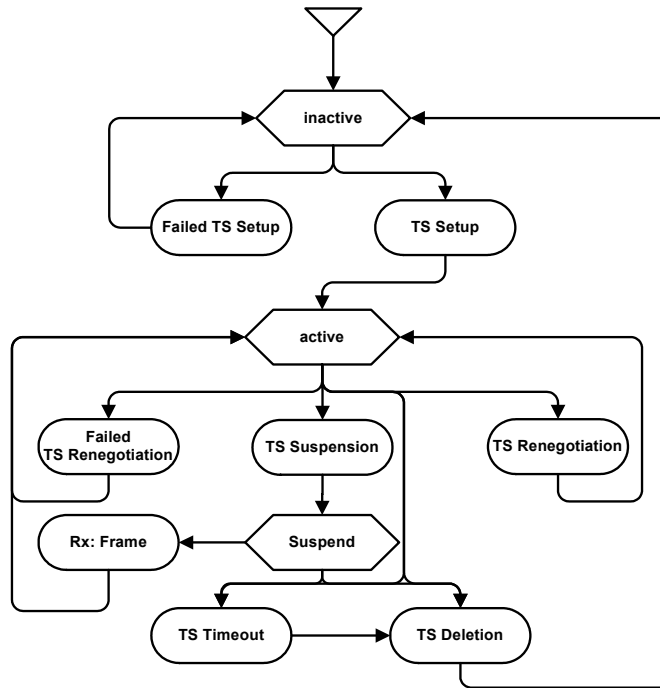 inactive
Failed TS Setup
TS Setup
active
Failed
TS Renegotiation
TS Suspension
TS Renegotiation
Rx: Frame
Suspend
TS Timeout
TS Deletion